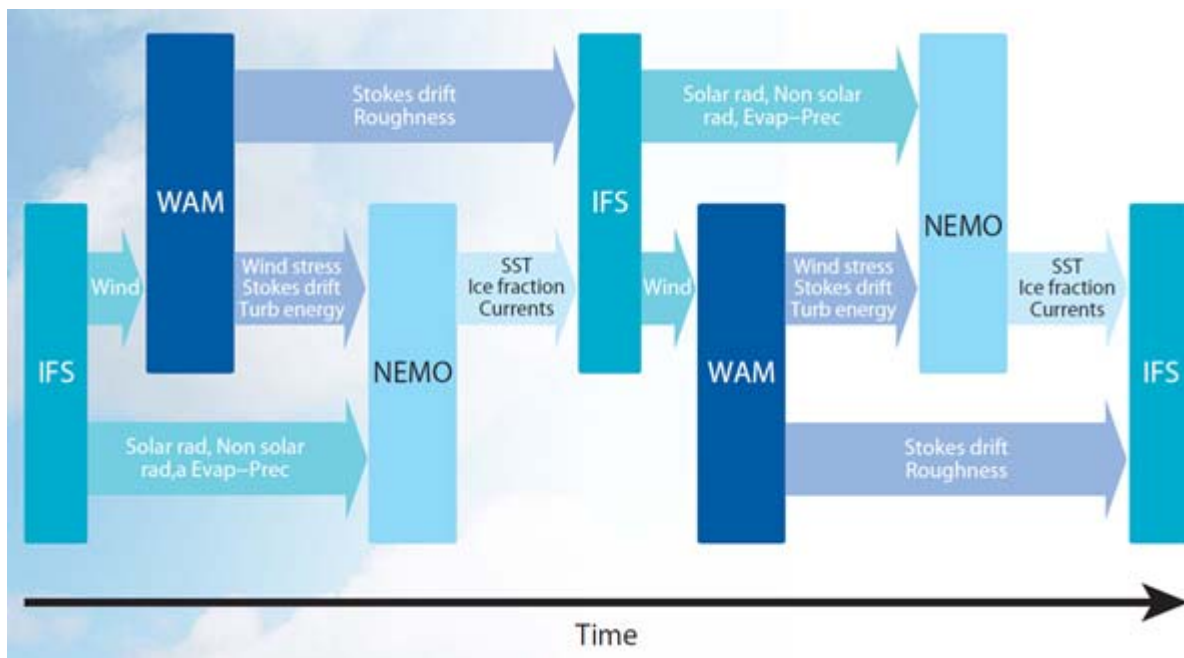 Stokes drift
Roughness
Solar rad, Non solar
rad, Evap–Prec
WAM
IFS
NEMO
Wind
Wind stress
Stokes drift
Turb energy
SST
Ice fraction
Currents
Wind
Wind stress
Stokes drift
Turb energy
SST
Ice fraction
Currents
IFS
NEMO
WAM
IFS
Solar rad, Non solar
rad,a Evap–Prec
Stokes drift
Roughness
Time